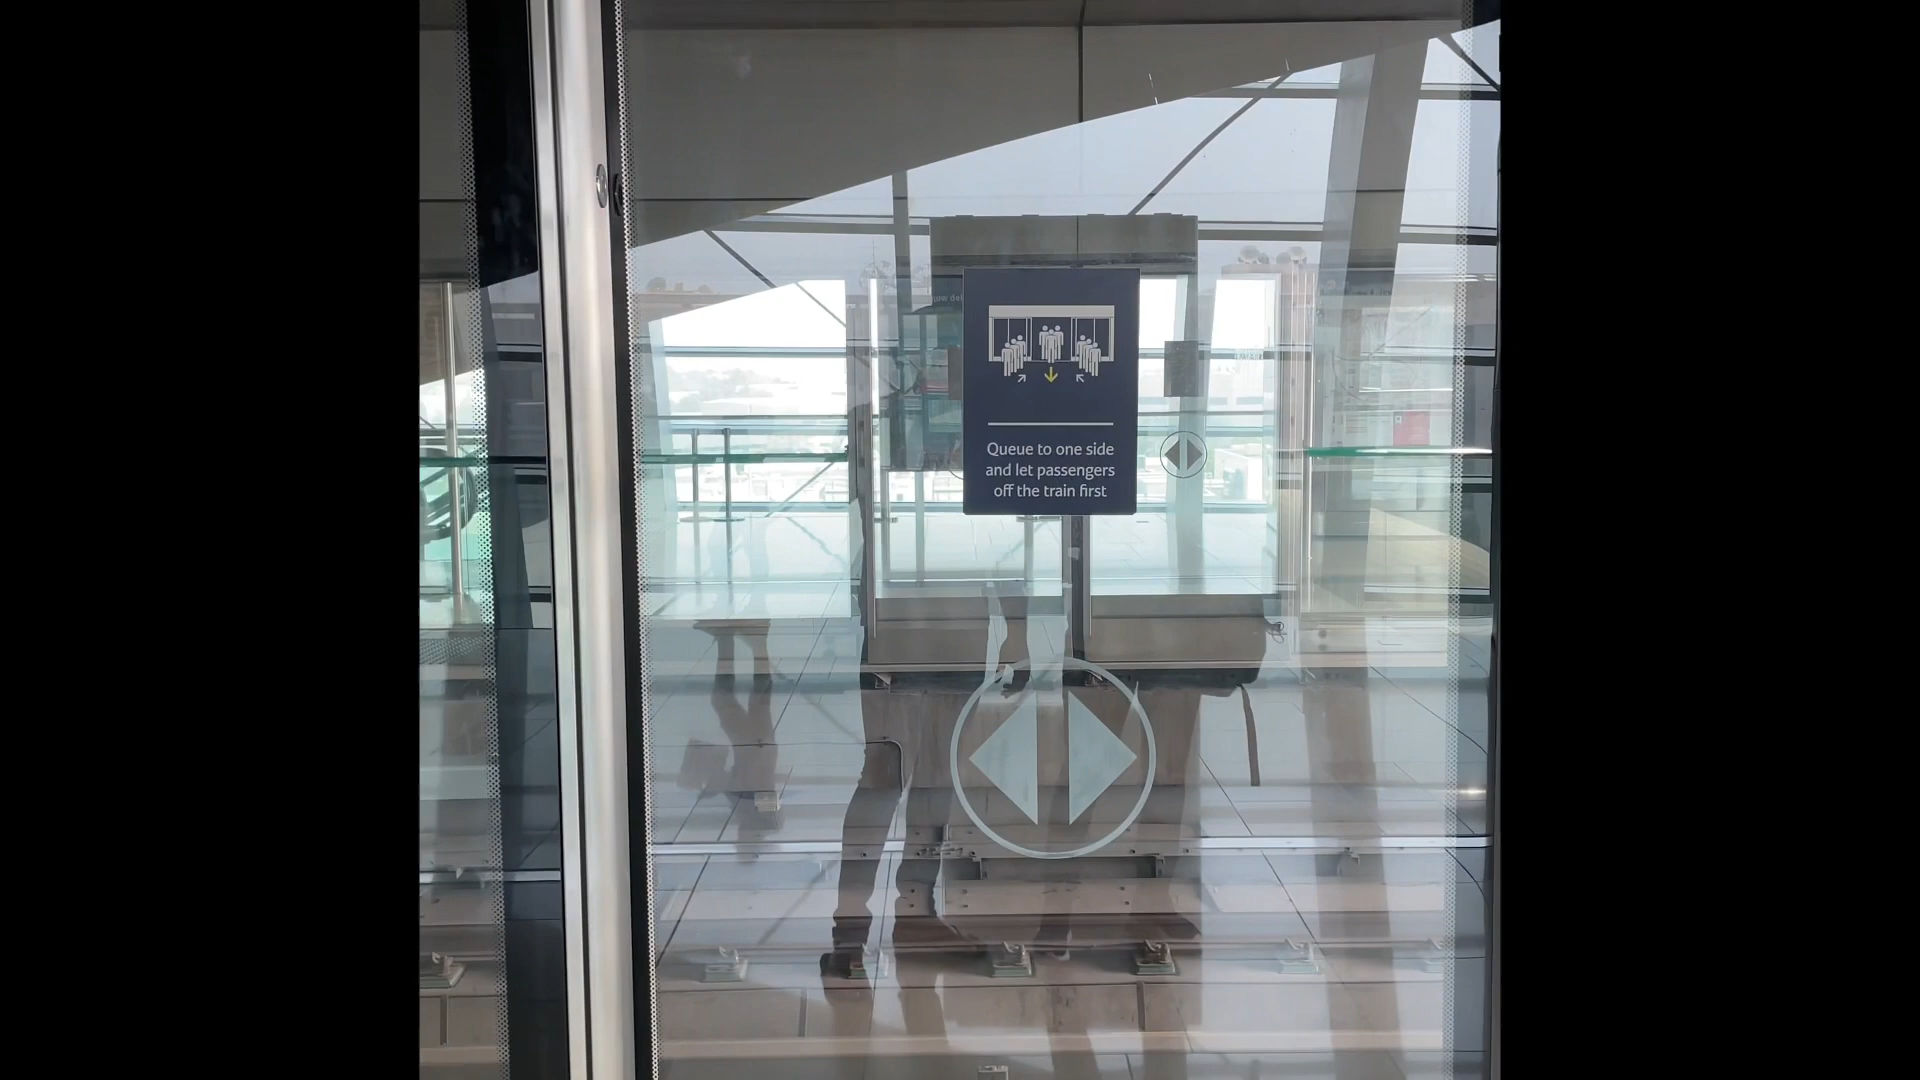 Queue to one side
and let passengers
off the train first